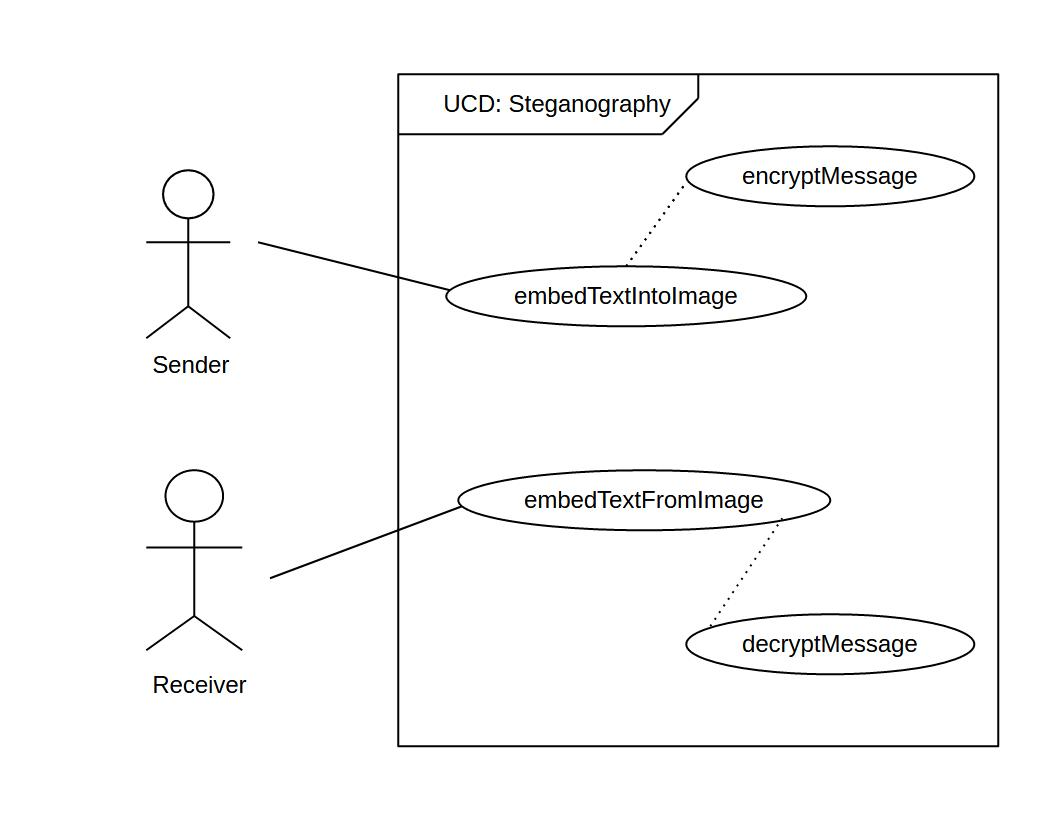 UCD: Steganography
encryptMessage
embedTextIntoImage
Sender
embedTextFromImage
decryptMessage
Receiver